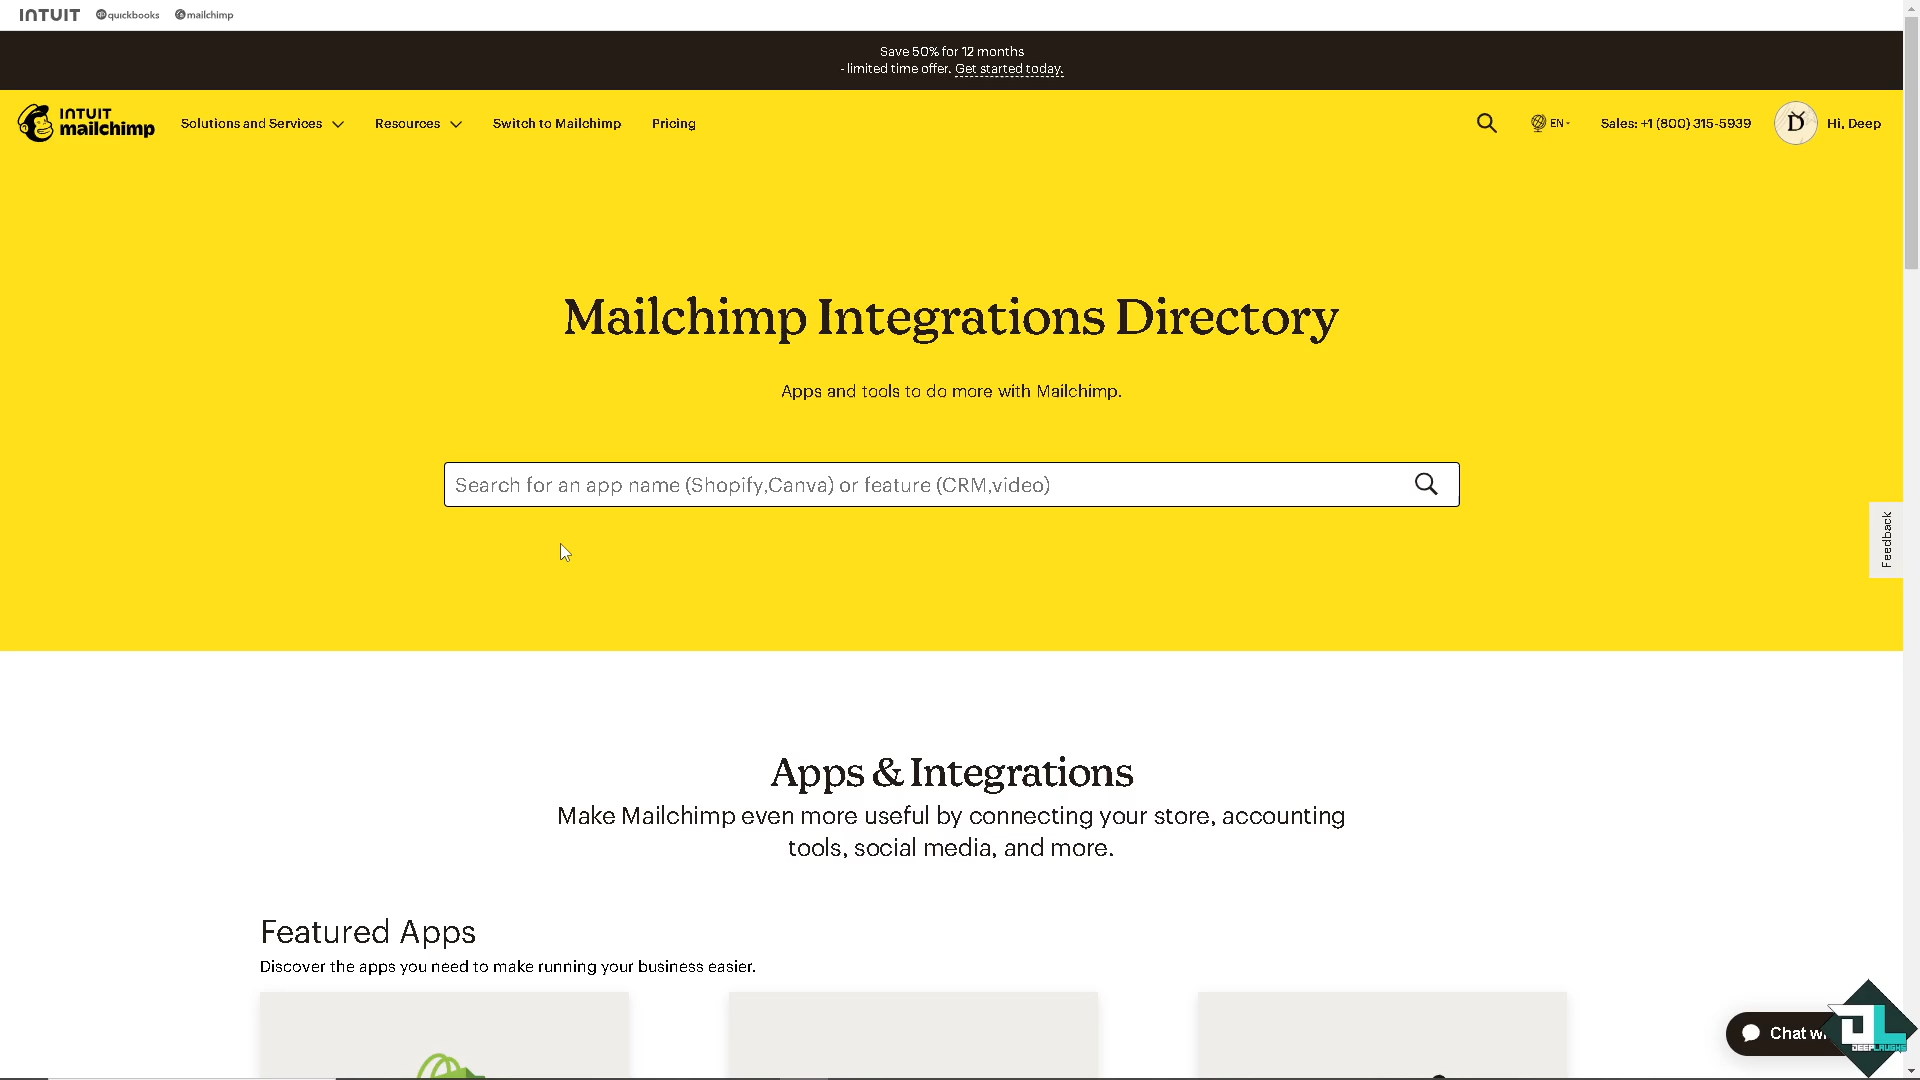 INTUIT quickbooks mailchimp
Save 50% for 12 months
- limited time offer. Get started today.
INTUIT
mailchimp
Solutions and Services Resources Switch to Mailchimp Pricing EN Sales: +1 (800) 315-5939 D Hi, Deep
Mailchimp Integrations Directory
Apps and tools to do more with Mailchimp.
Search for an app name (Shopify,Canva) or feature (CRM,video)
Feedback
Apps & Integrations
Make Mailchimp even more useful by connecting your store, accounting
tools, social media, and more.
Featured Apps
Discover the apps you need to make running your business easier.
Chat
DEEPLAUGHS